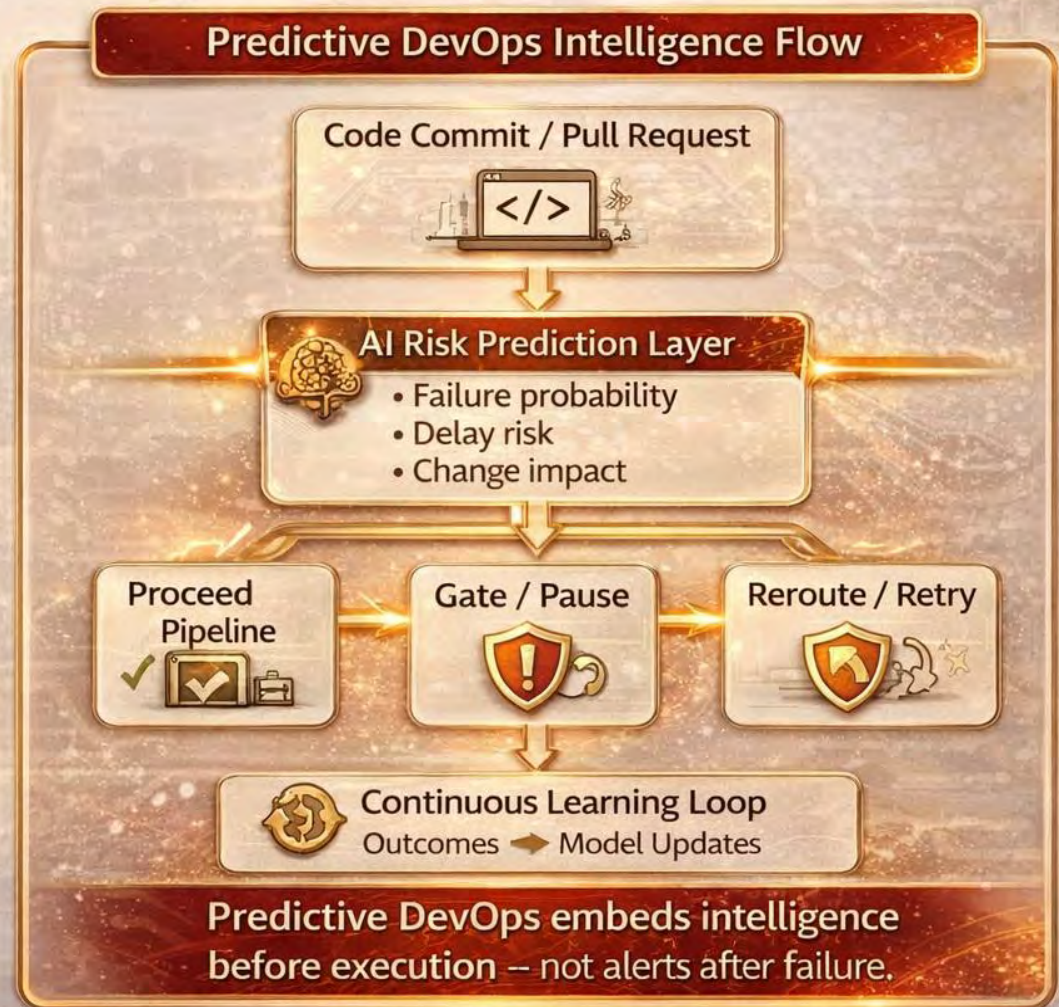 Predictive DevOps Intelligence Flow
Code Commit / Pull Request
</>
AI Risk Prediction Layer
• Failure probability
• Delay risk
• Change impact
Proceed
Pipeline
Gate / Pause
!
Reroute / Retry
Continuous Learning Loop
Outcomes → Model Updates
Predictive DevOps embeds intelligence
before execution – not alerts after failure.